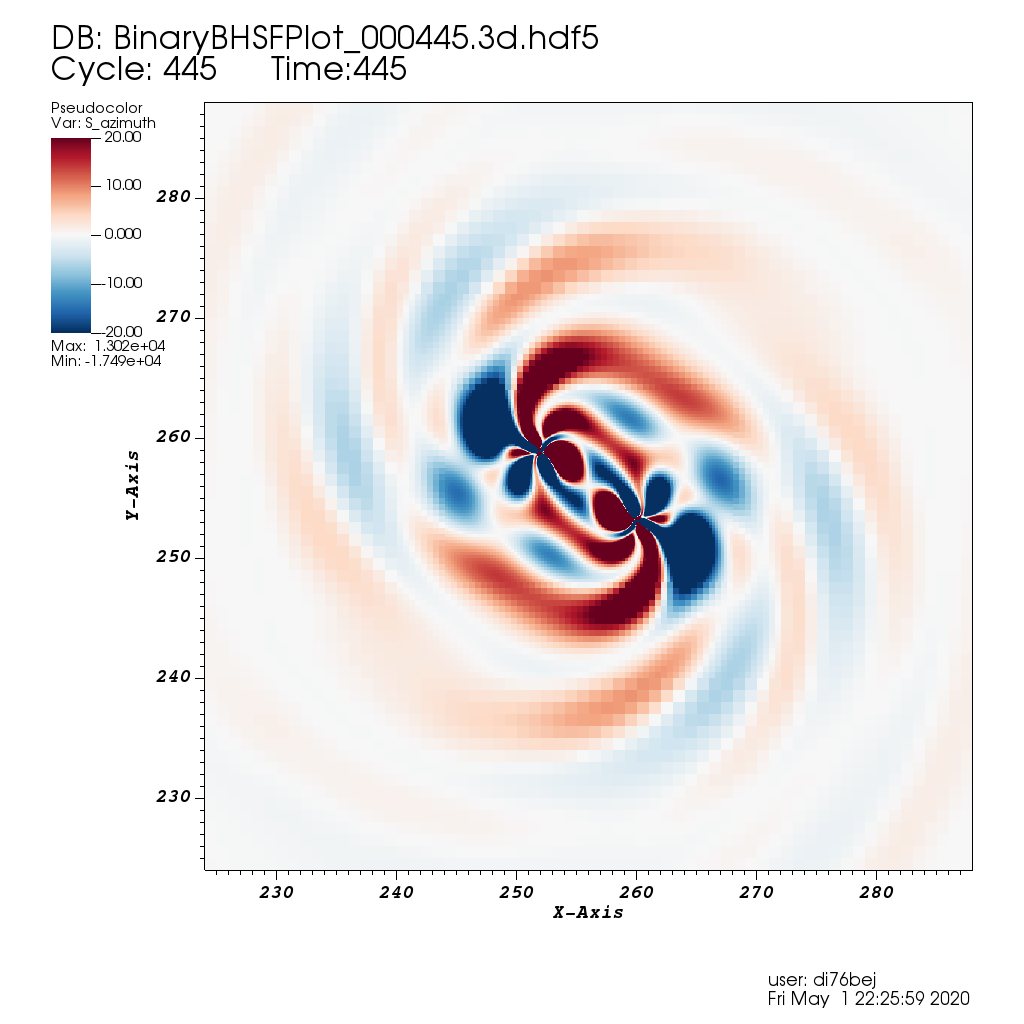 DB: BinaryBHSFPlot_000445.3d.hdf5
Cycle: 445 Time:445
Pseudocolor
Var: S_azimuth
20.00
10.00
0.000
-10.00
-20.00
Max: 1.302e+04
Min: -1.749e+04
280
270
260
250
240
230
Y-Axis
230 240 250 260 270 280
X-Axis
user: di76bej
Fri May 1 22:25:59 2020